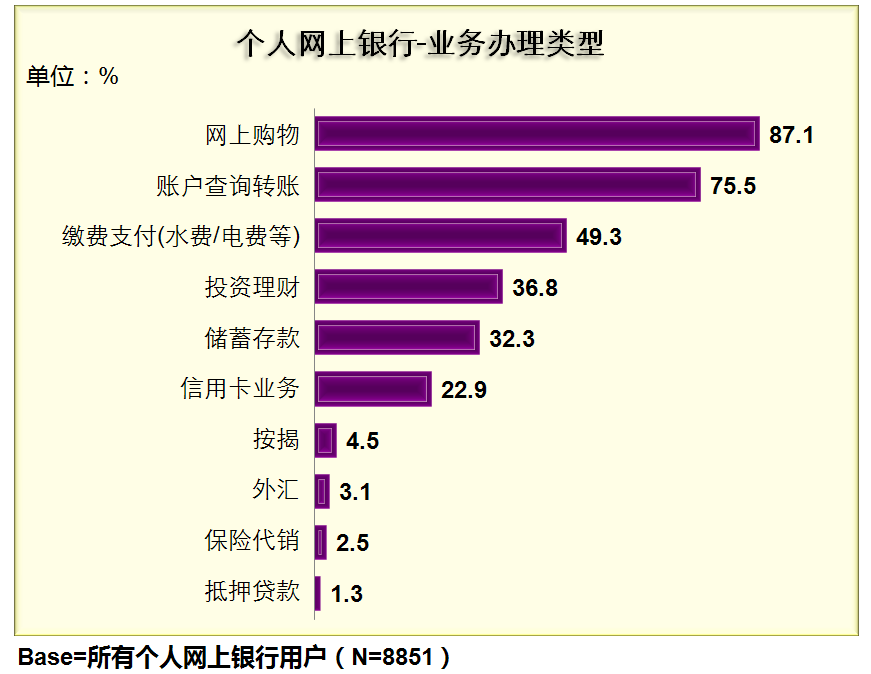 个人网上银行-业务办理类型
单位：%
网上购物 87.1
账户查询转账 75.5
缴费支付(水费/电费等) 49.3
投资理财 36.8
储蓄存款 32.3
信用卡业务 22.9
按揭 4.5
外汇 3.1
保险代销 2.5
抵押贷款 1.3
Base=所有个人网上银行用户（N=8851）